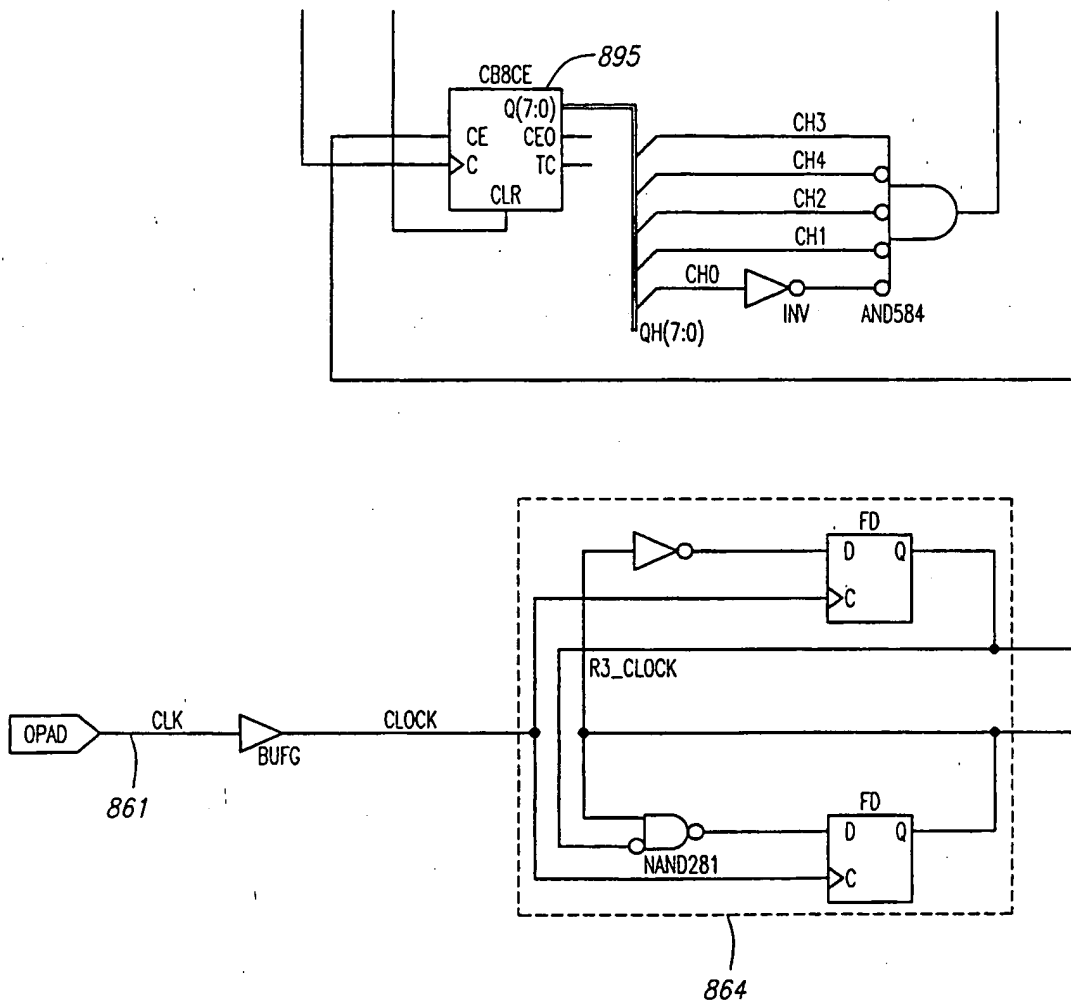 895
CB8CE
Q(7:0)
CE
CEO
C
TC
CLR
CH3
CH4
CH2
CH1
CH0
INV
AND584
QH(7:0)
FD
D
Q
C
R3_CLOCK
OPAD
CLK
CLOCK
BUFG
861
FD
D
Q
NAND281
C
864